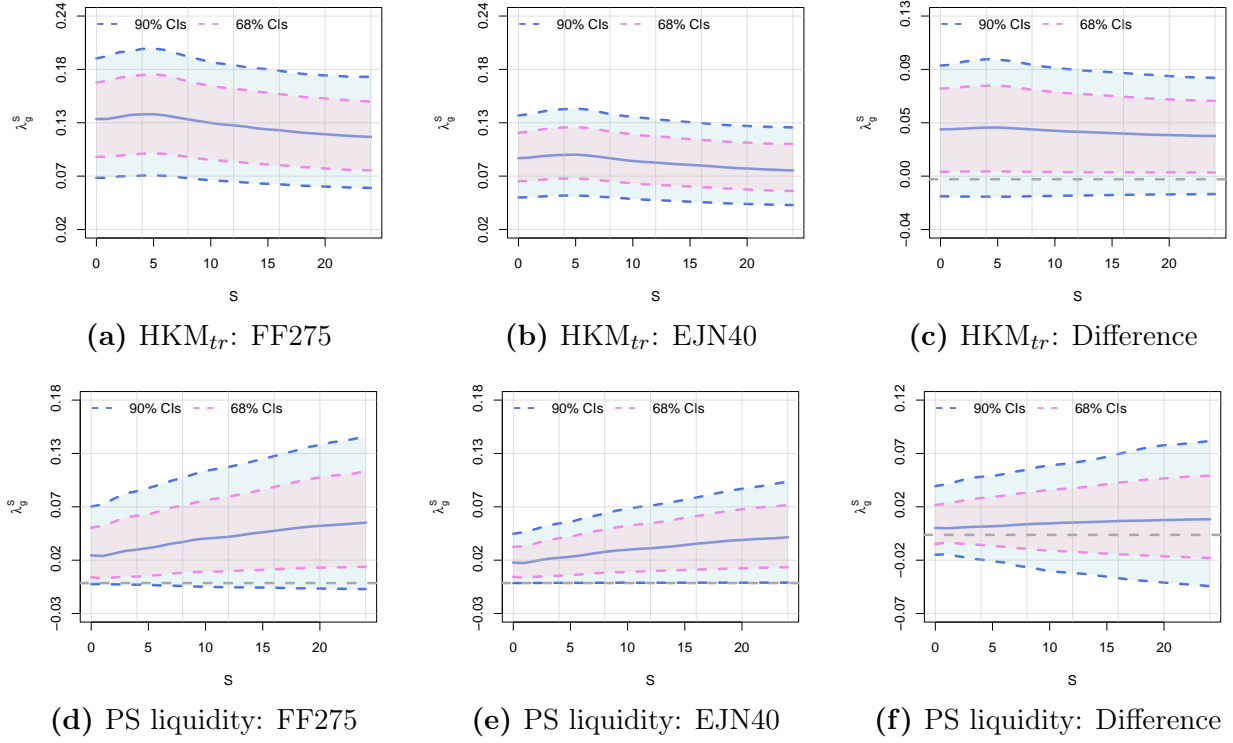 0.24
0.18
0.13
0.07
0.02
λ_g^S
90% CIs 68% CIs
0 5 10 15 20
S
(a) HKM_tr: FF275
0.24
0.18
0.13
0.07
0.02
λ_g^S
90% CIs 68% CIs
0 5 10 15 20
S
(b) HKM_tr: EJN40
0.13
0.09
0.05
0.00
−0.04
λ_g^S
90% CIs 68% CIs
0 5 10 15 20
S
(c) HKM_tr: Difference
0.18
0.13
0.07
0.02
−0.03
λ_g^S
90% CIs 68% CIs
0 5 10 15 20
S
(d) PS liquidity: FF275
0.18
0.13
0.07
0.02
−0.03
λ_g^S
90% CIs 68% CIs
0 5 10 15 20
S
(e) PS liquidity: EJN40
0.12
0.07
0.02
−0.02
−0.07
λ_g^S
90% CIs 68% CIs
0 5 10 15 20
S
(f) PS liquidity: Difference